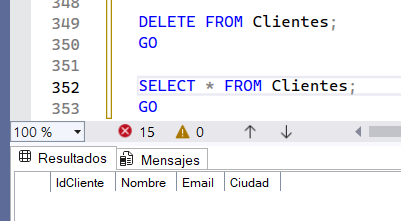 348
349 DELETE FROM Clientes;
350 GO
351
352 SELECT * FROM Clientes;
353 GO
100 % 15 0
Resultados Mensajes
IdCliente Nombre Email Ciudad